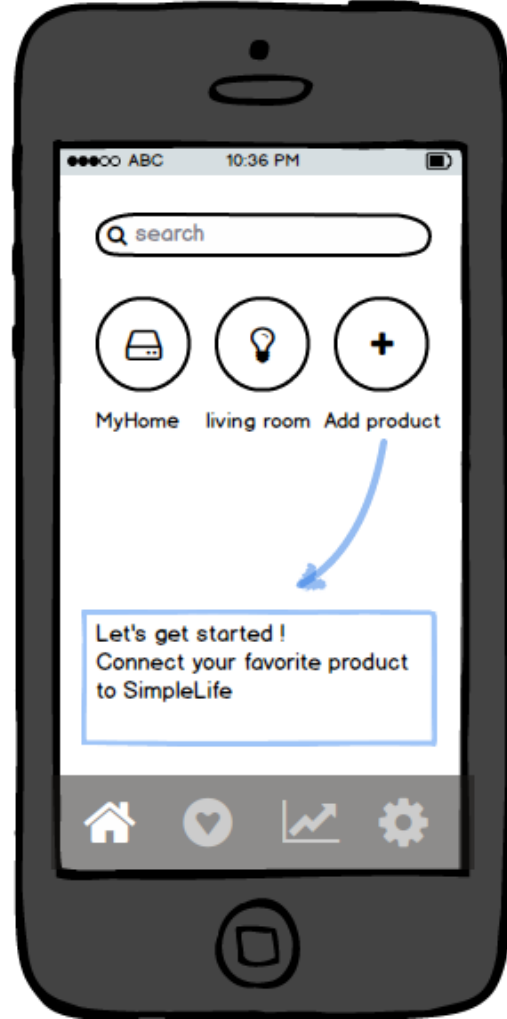 ABC 10:36 PM
search
MyHome living room Add product
Let's get started !
Connect your favorite product
to SimpleLife